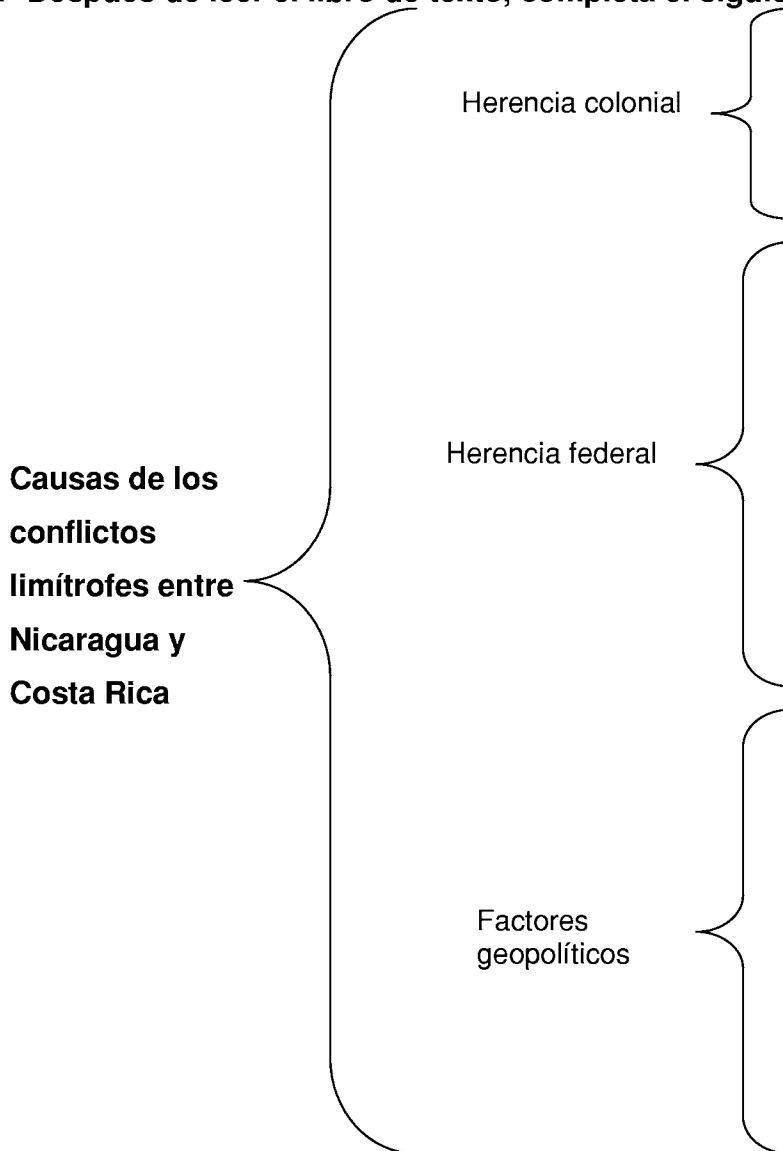 Herencia colonial
Herencia federal
Causas de los
conflictos
limítrofes entre
Nicaragua y
Costa Rica
Factores
geopolíticos